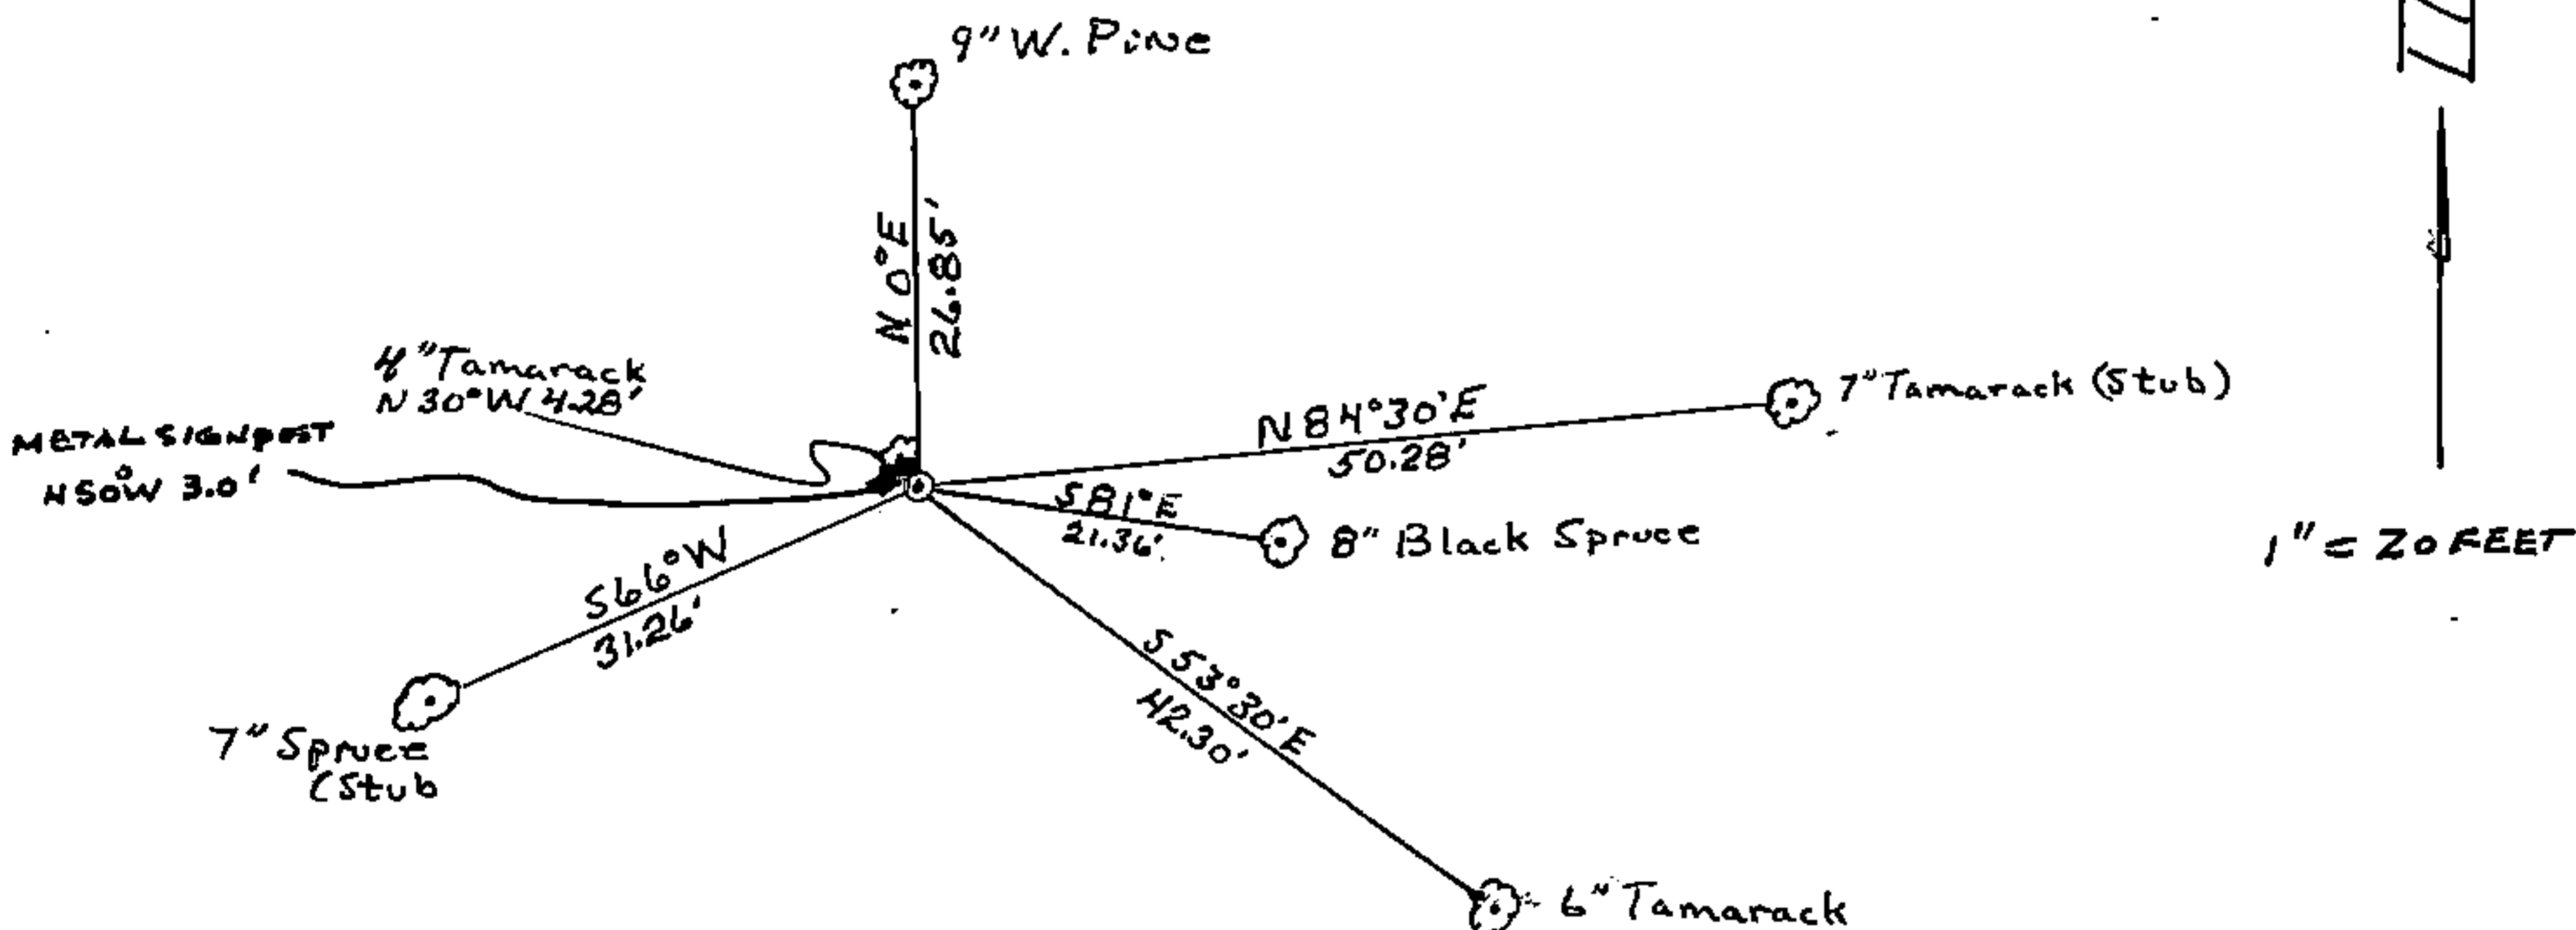 9" W. Pine
N 0° E
26.85'
4" Tamarack
N 30° W 4.28'
METAL SIGNPOST
N50°W 3.0'
N 84°30' E
50.28'
7" Tamarack (Stub)
S 81° E
21.36'
8" Black Spruce
1" = 20 FEET
S 66° W
31.26'
7" Spruce
(Stub
S 53°30' E
42.30'
6" Tamarack